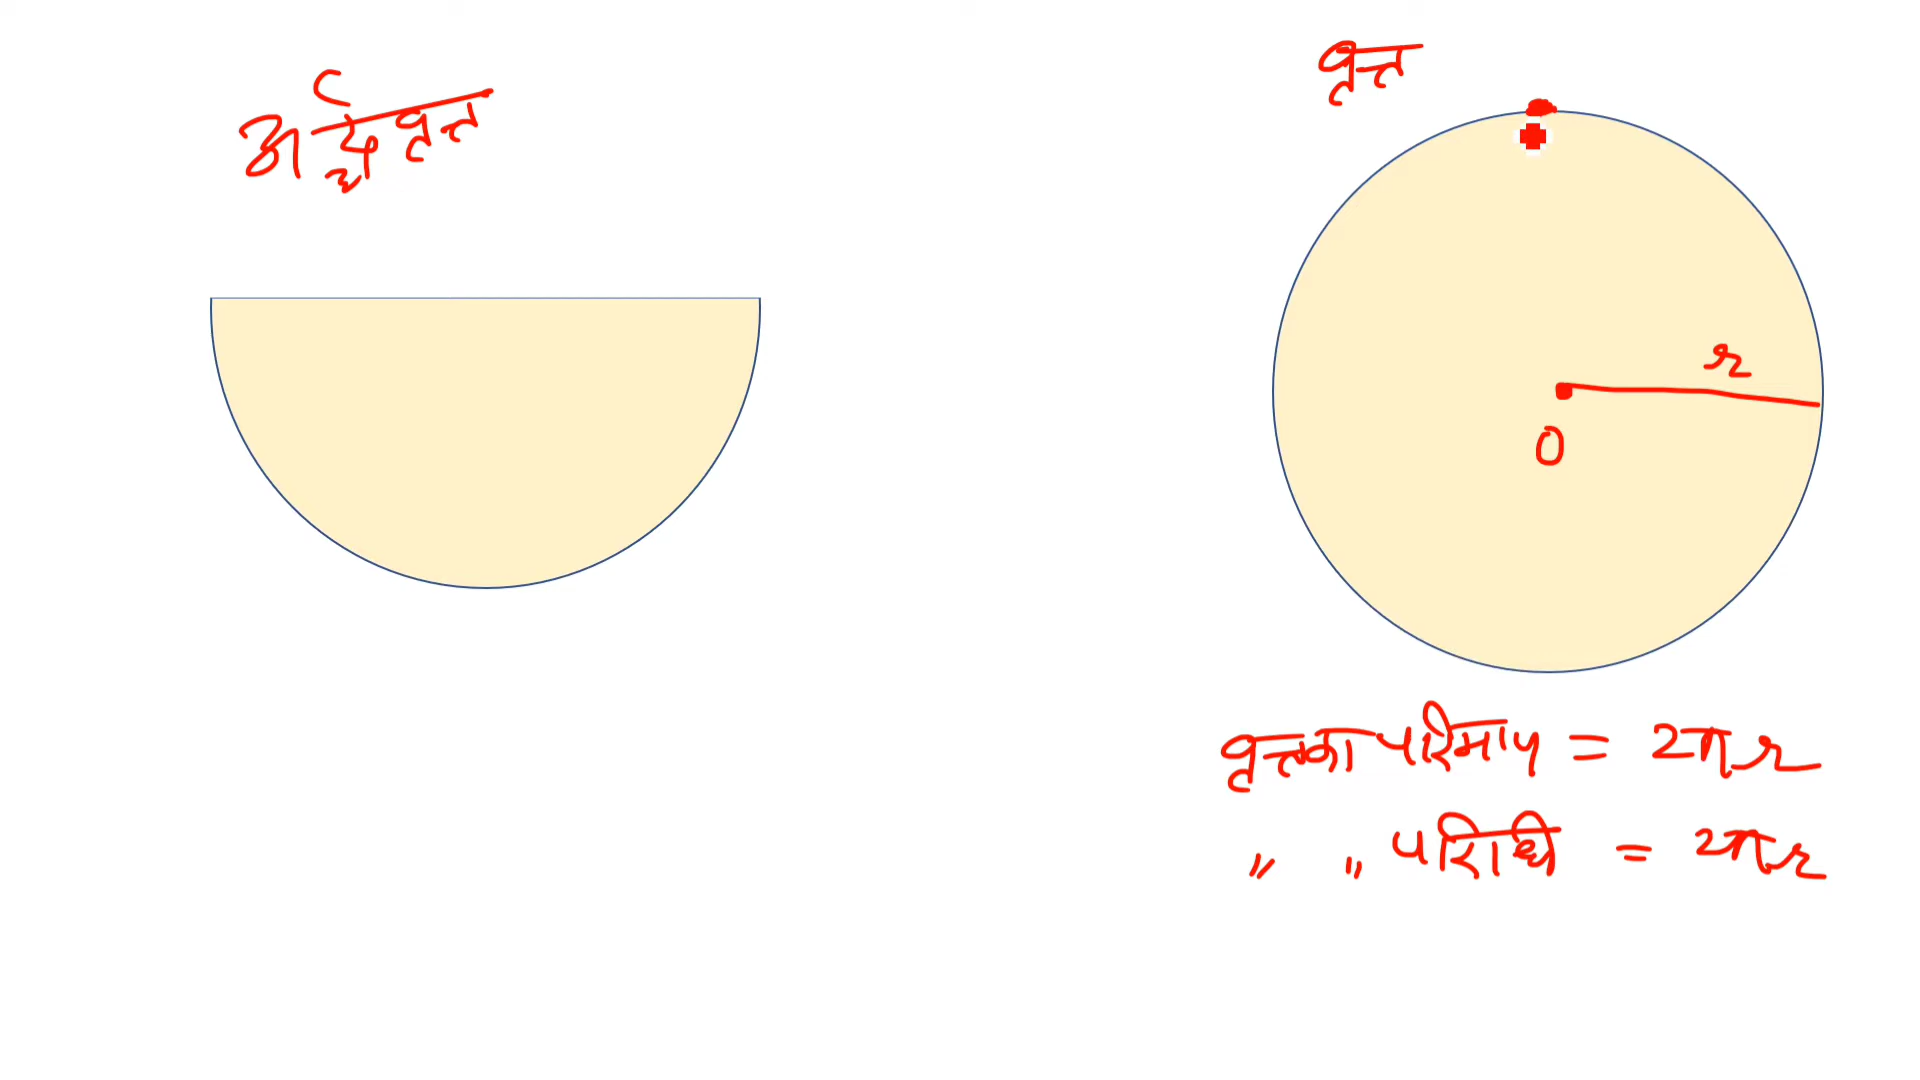 अर्द्धवृत्त
वृत्त
r
O
वृत्त का परिमाप = 2πr
" " परिधि = 2πr